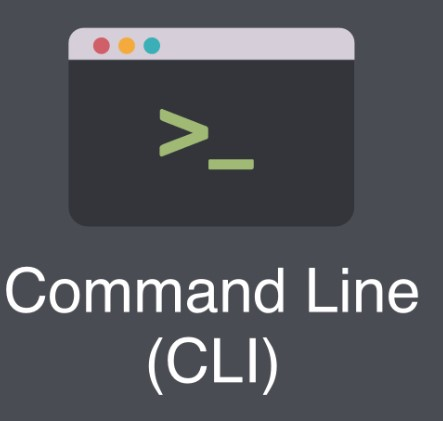 >_
Command Line
(CLI)